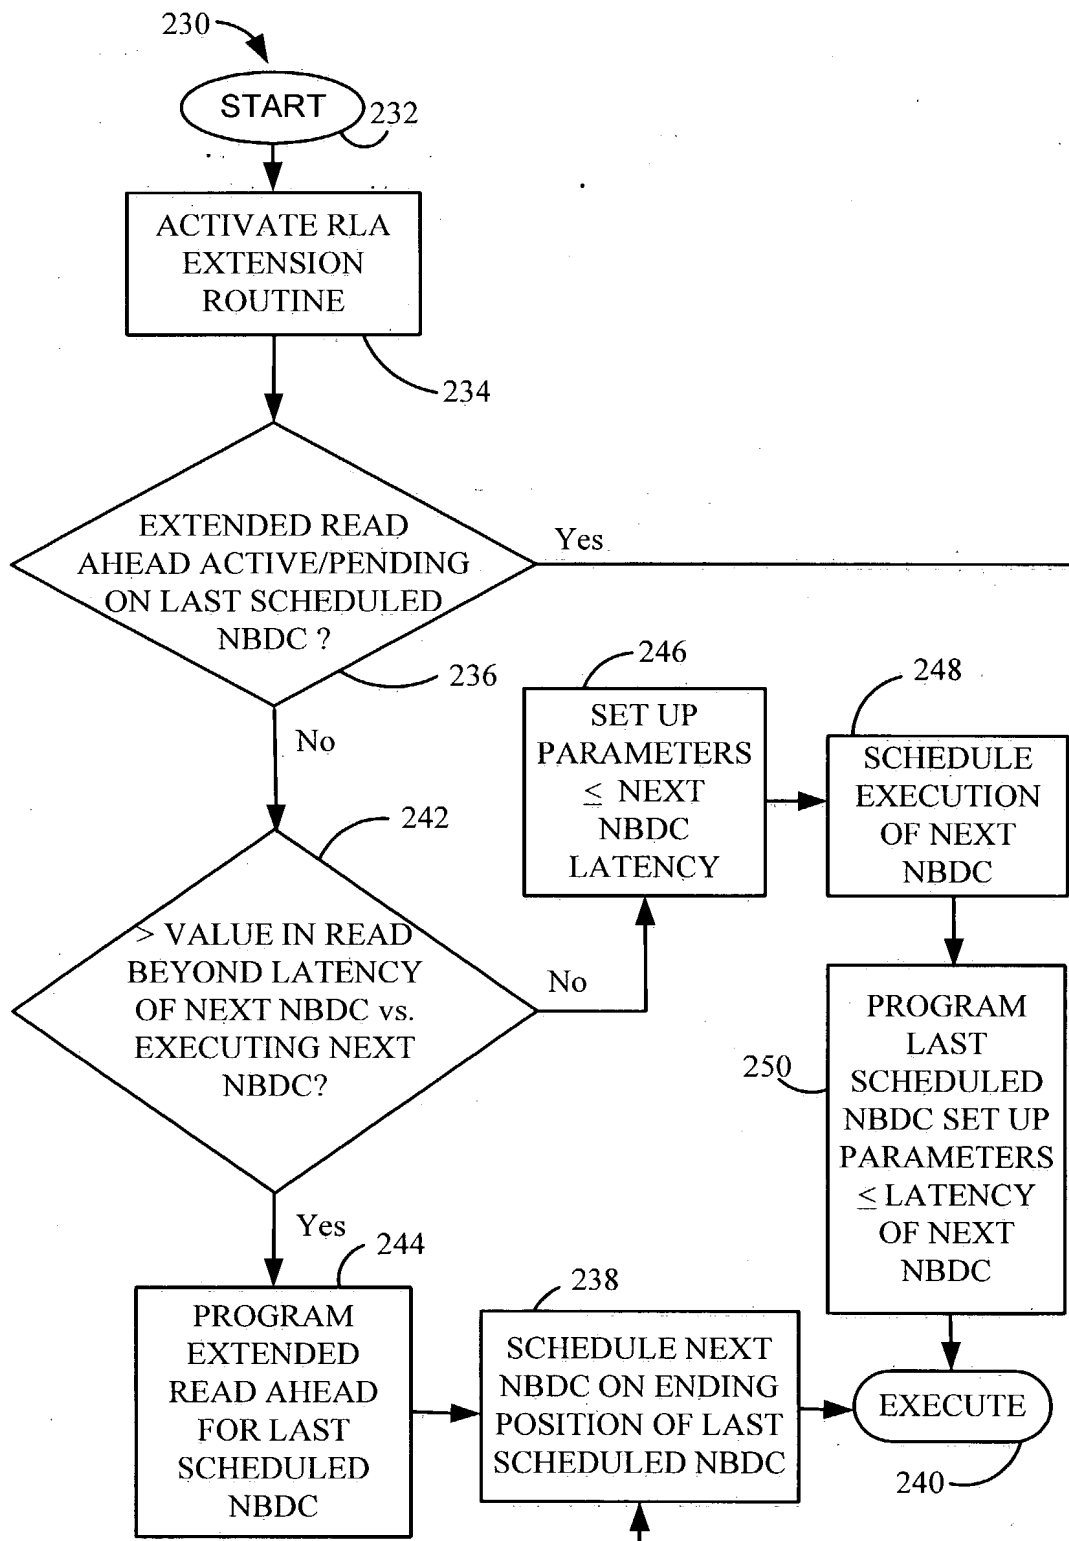 230
START
232
ACTIVATE RLA
EXTENSION
ROUTINE
234
EXTENDED READ
AHEAD ACTIVE/PENDING
ON LAST SCHEDULED
NBDC ?
Yes
236
No
242
> VALUE IN READ
BEYOND LATENCY
OF NEXT NBDC vs.
EXECUTING NEXT
NBDC?
No
Yes
246
SET UP
PARAMETERS
≤ NEXT
NBDC
LATENCY
248
SCHEDULE
EXECUTION
OF NEXT
NBDC
250
PROGRAM
LAST
SCHEDULED
NBDC SET UP
PARAMETERS
≤ LATENCY
OF NEXT
NBDC
244
PROGRAM
EXTENDED
READ AHEAD
FOR LAST
SCHEDULED
NBDC
238
SCHEDULE NEXT
NBDC ON ENDING
POSITION OF LAST
SCHEDULED NBDC
EXECUTE
240